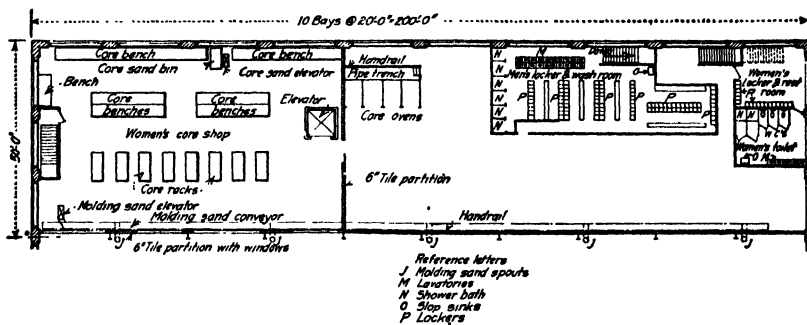 10 Bays @ 20'-0"=200'-0"
50'-0"
Core bench
Core bench
Core sand bin
Core sand elevator
Bench
Core benches
Core benches
Elevator
Women's core shop
Core racks
Molding sand elevator
Molding sand conveyor
6" Tile partition with windows
Handrail
Pipe trench
Core ovens
6" Tile partition
Handrail
M
Down
Men's locker & wash room
O
N
N
N
N
N
P
P
P
P
P
P
P
Women's
Locker & rest
room
P
N
N
W C's
Women's toilet
O
M
J
J
J
J
J
Reference letters
J Molding sand spouts
M Lavatories
N Shower bath
O Slop sinks
P Lockers